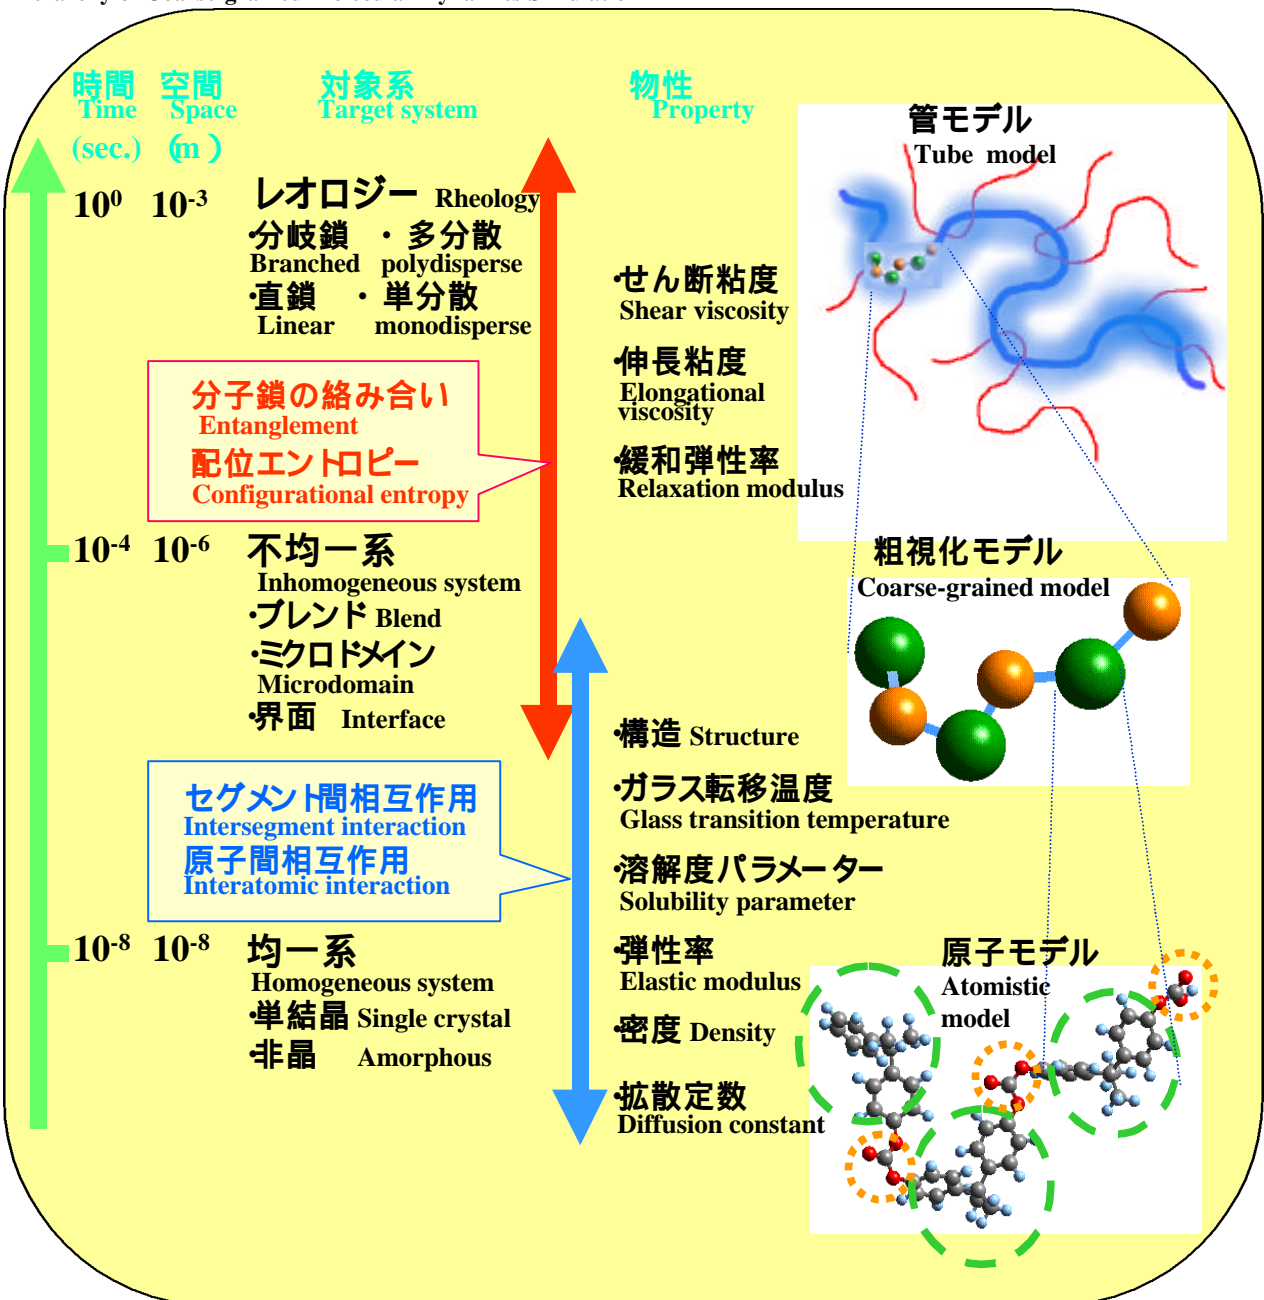 時間 空間 対象系 物性
Time Space Target system Property
(sec.) (m)
管モデル
Tube model
10⁰ 10⁻³ レオロジー Rheology
・分岐鎖 ・多分散
Branched polydisperse
・直鎖 ・単分散
Linear monodisperse
・せん断粘度
Shear viscosity
・伸長粘度
Elongational
viscosity
・緩和弾性率
Relaxation modulus
分子鎖の絡み合い
Entanglement
配位エントロピー
Configurational entropy
10⁻⁴ 10⁻⁶ 不均一系
Inhomogeneous system
・ブレンド Blend
・ミクロドメイン
Microdomain
・界面 Interface
粗視化モデル
Coarse-grained model
・構造 Structure
・ガラス転移温度
Glass transition temperature
・溶解度パラメーター
Solubility parameter
・弾性率
Elastic modulus
・密度 Density
・拡散定数
Diffusion constant
セグメント間相互作用
Intersegment interaction
原子間相互作用
Interatomic interaction
10⁻⁸ 10⁻⁸ 均一系
Homogeneous system
・単結晶 Single crystal
・非晶 Amorphous
原子モデル
Atomistic
model